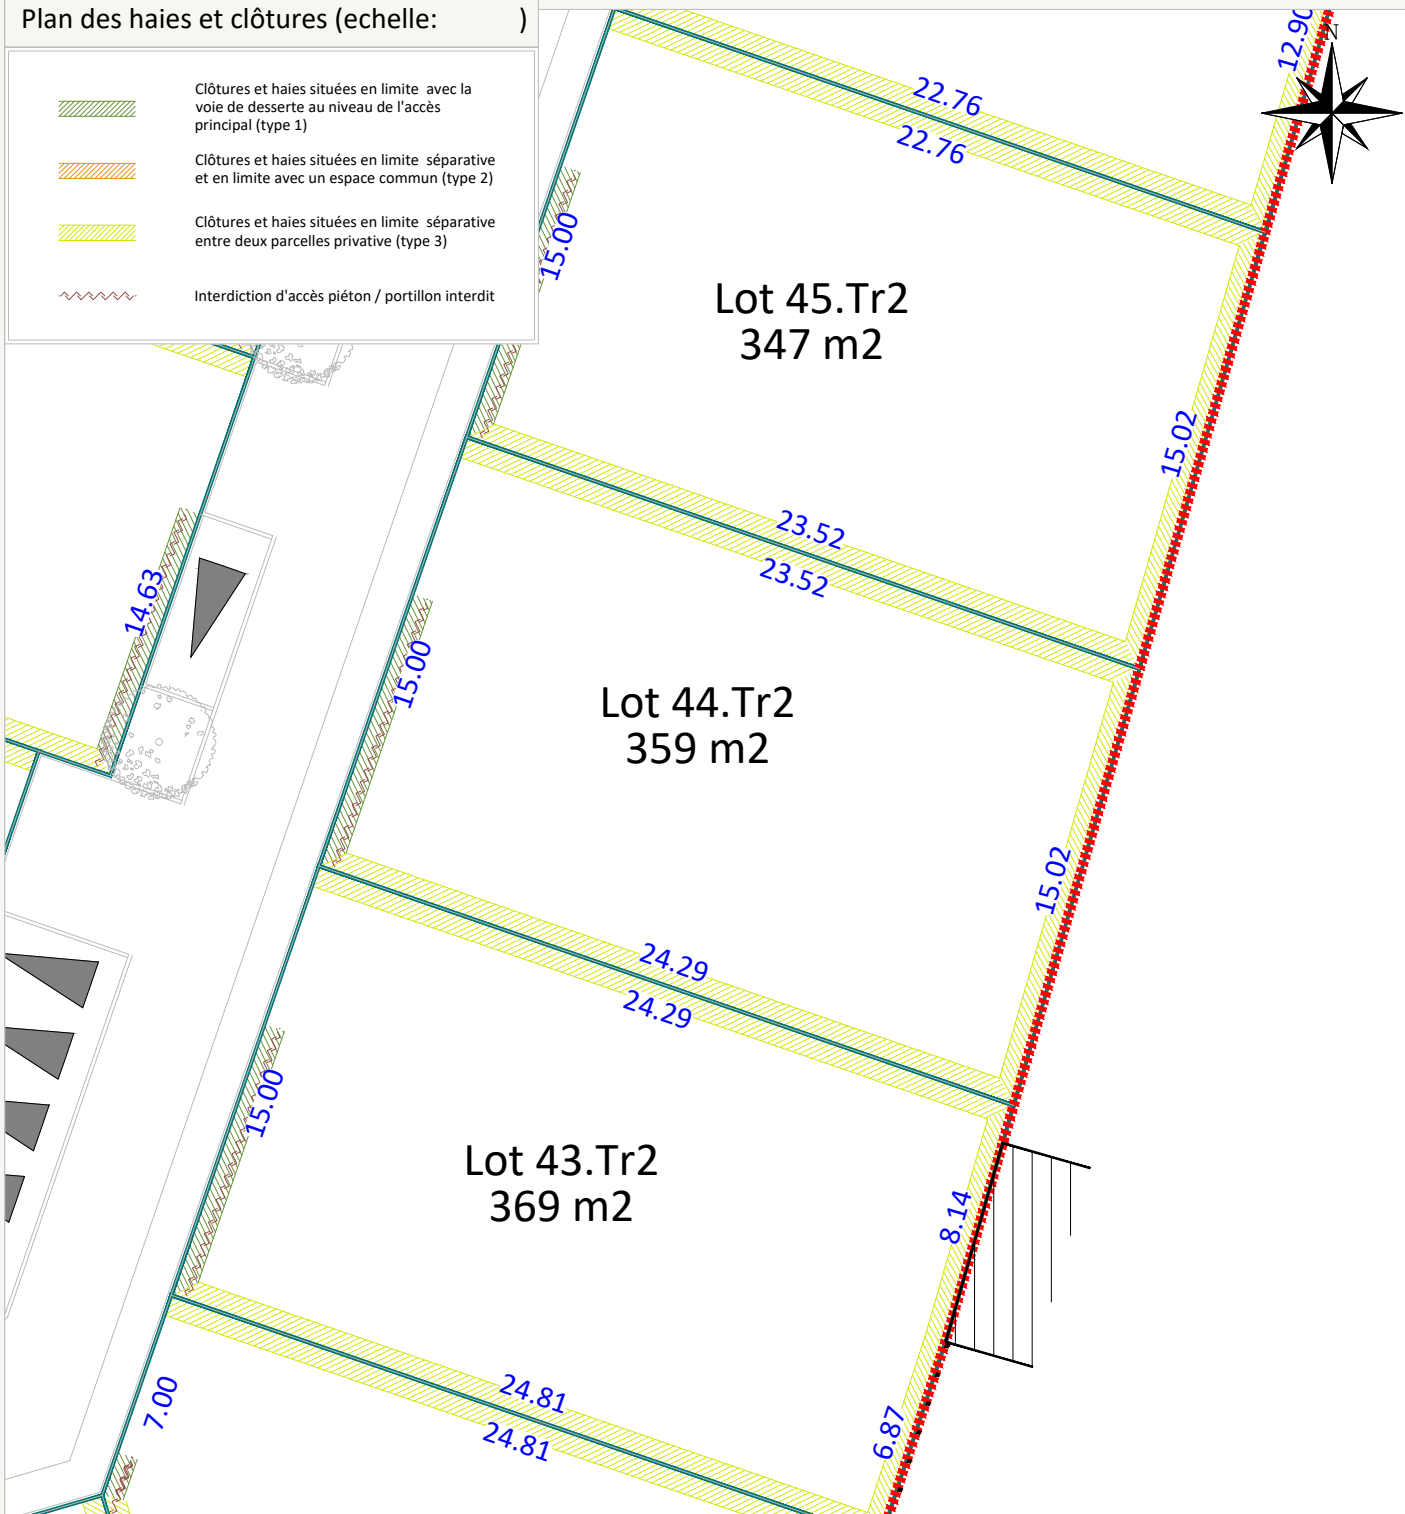 Plan des haies et clôtures (echelle: )
Clôtures et haies situées en limite avec la
voie de desserte au niveau de l'accès
principal (type 1)
Clôtures et haies situées en limite séparative
et en limite avec un espace commun (type 2)
Clôtures et haies situées en limite séparative
entre deux parcelles privative (type 3)
Interdiction d'accès piéton / portillon interdit
N
12.90
22.76
22.76
15.00
Lot 45.Tr2
347 m2
15.02
23.52
23.52
14.63
15.00
Lot 44.Tr2
359 m2
15.02
24.29
24.29
15.00
Lot 43.Tr2
369 m2
8.14
7.00
24.81
24.81
6.87